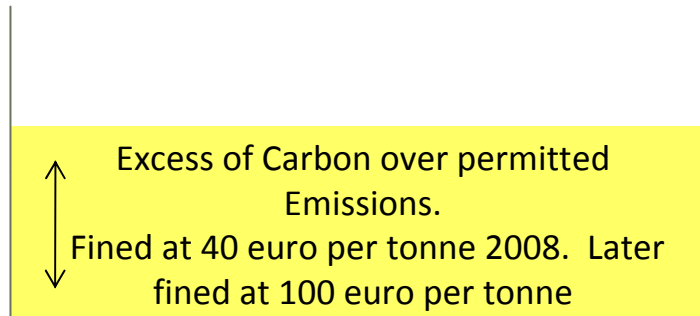 Excess of Carbon over permitted
Emissions.
Fined at 40 euro per tonne 2008.  Later
fined at 100 euro per tonne